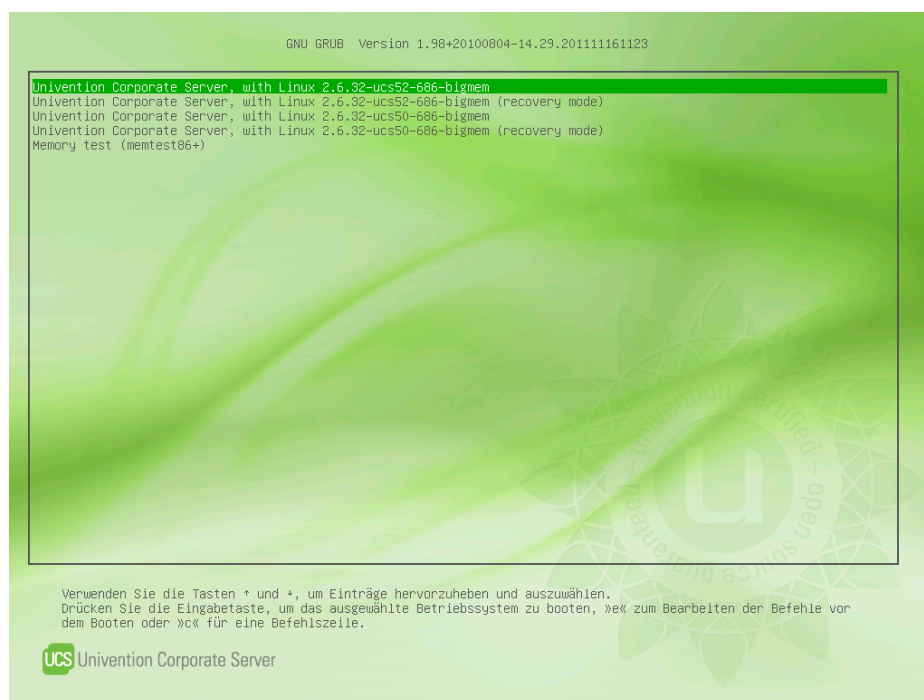 GNU GRUB Version 1.98+20100804-14.29.201111161123
Univention Corporate Server, with Linux 2.6.32-ucs52-686-bigmem
Univention Corporate Server, with Linux 2.6.32-ucs52-686-bigmem (recovery mode)
Univention Corporate Server, with Linux 2.6.32-ucs50-686-bigmem
Univention Corporate Server, with Linux 2.6.32-ucs50-686-bigmem (recovery mode)
Memory test (memtest86+)
univention certified - open source guaranteed -
u
Verwenden Sie die Tasten ↑ und ↓, um Einträge hervorzuheben und auszuwählen.
Drücken Sie die Eingabetaste, um das ausgewählte Betriebssystem zu booten, »e« zum Bearbeiten der Befehle vor
dem Booten oder »c« für eine Befehlszeile.
UCS Univention Corporate Server